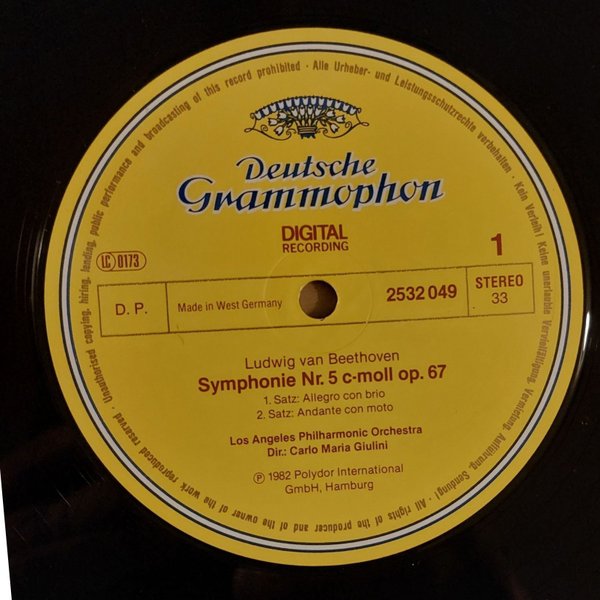 Unauthorised copying, hiring, lending, public performance and broadcasting of this record prohibited · Alle Urheber- und Leistungsschutzrechte vorbehalten · Kein Verleih! Keine unerlaubte Vervielfältigung, Vermietung, Aufführung, Sendung! · All rights of the producer and of the owner of the work reproduced reserved ·
Deutsche
Grammophon
DIGITAL
RECORDING
1
LC 0173
D. P.
Made in West Germany
2532 049
STEREO
33
Ludwig van Beethoven
Symphonie Nr. 5 c-moll op. 67
1. Satz: Allegro con brio
2. Satz: Andante con moto
Los Angeles Philharmonic Orchestra
Dir.: Carlo Maria Giulini
℗ 1982 Polydor International
GmbH, Hamburg